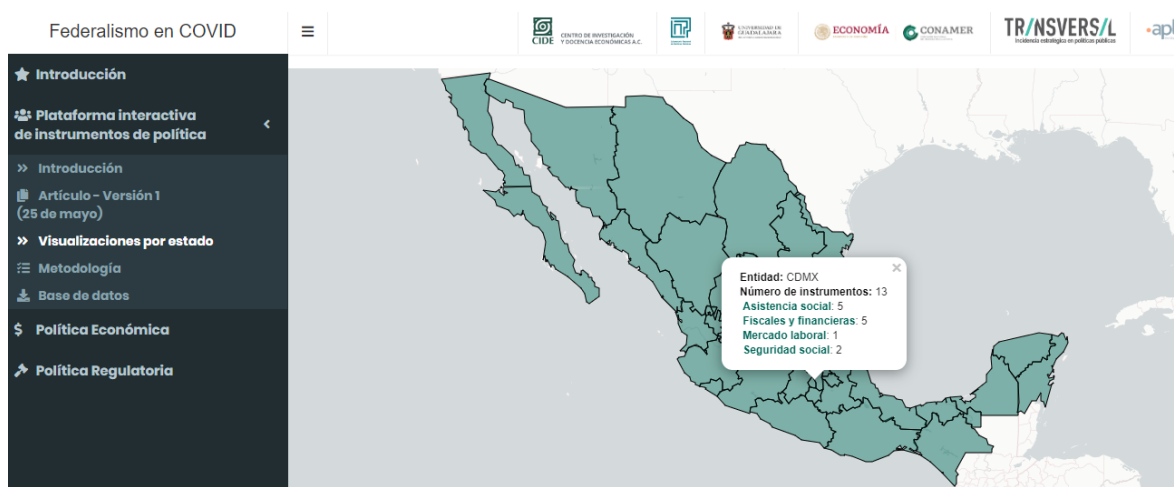 Federalismo en COVID
CIDE
CENTRO DE INVESTIGACIÓN
Y DOCENCIA ECONÓMICAS A.C.
UNIVERSIDAD DE
GUADALAJARA
ECONOMÍA
CONAMER
TR/NSVERS/L
Incidencia estratégica en políticas públicas
Introducción
Plataforma interactiva
de instrumentos de política
Introducción
Artículo - Versión 1
(25 de mayo)
Visualizaciones por estado
Metodología
Base de datos
$ Política Económica
Política Regulatoria
Entidad: CDMX
Número de instrumentos: 13
Asistencia social: 5
Fiscales y financieras: 5
Mercado laboral: 1
Seguridad social: 2